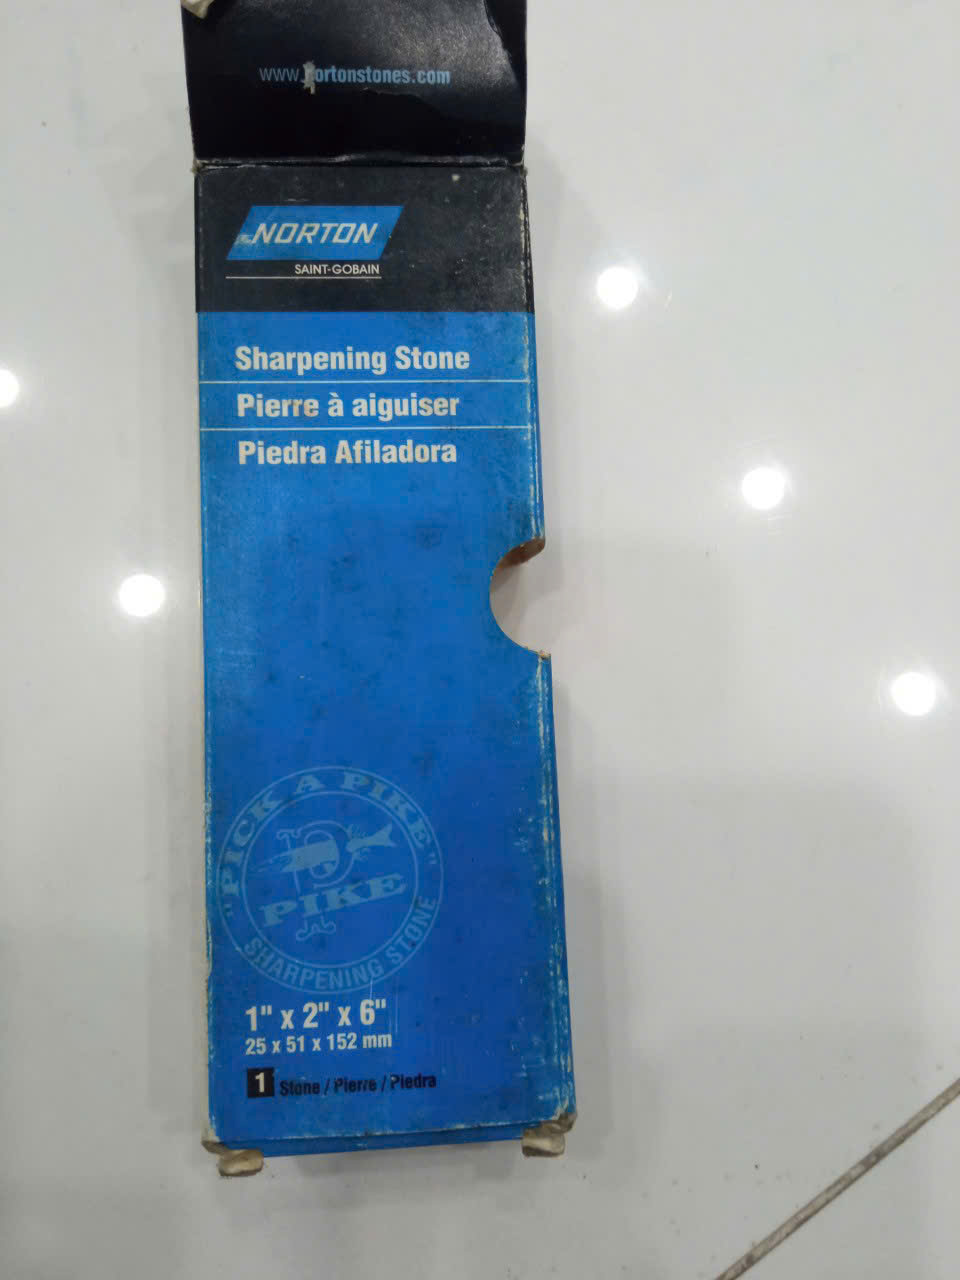 www.nortonstones.com
NORTON
SAINT-GOBAIN
Sharpening Stone
Pierre à aiguiser
Piedra Afiladora
"PICK A PIKE"
P
PIKE
SHARPENING STONE
1" x 2" x 6"
25 x 51 x 152 mm
1 Stone / Pierre / Piedra